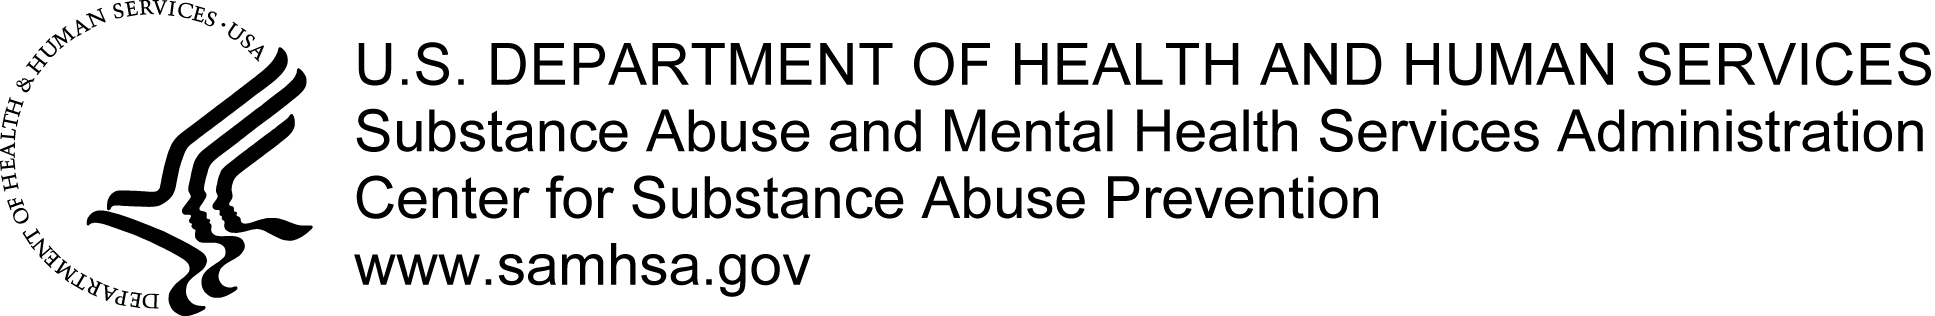 DEPARTMENT OF HEALTH & HUMAN SERVICES · USA
U.S. DEPARTMENT OF HEALTH AND HUMAN SERVICES
Substance Abuse and Mental Health Services Administration
Center for Substance Abuse Prevention
www.samhsa.gov